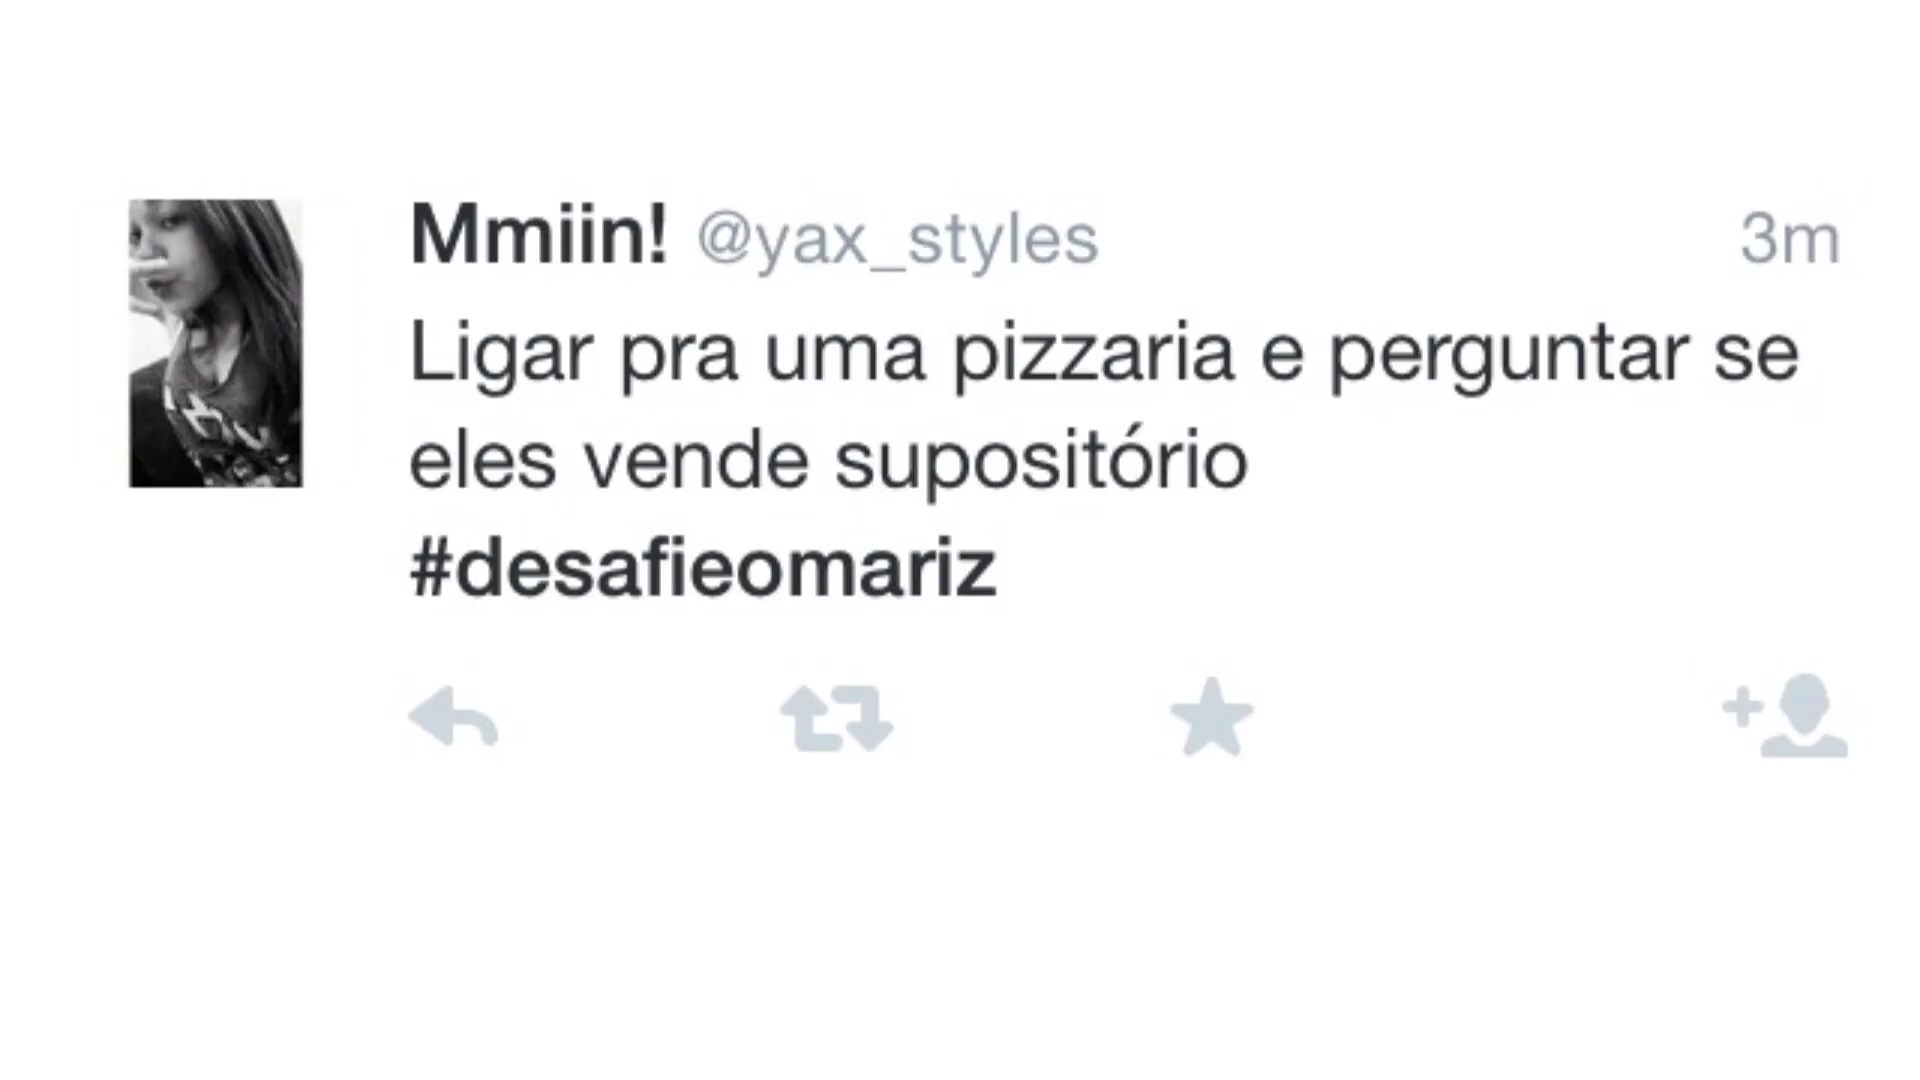 Mmiin! @yax_styles 3m
Ligar pra uma pizzaria e perguntar se
eles vende supositório
#desafieomariz